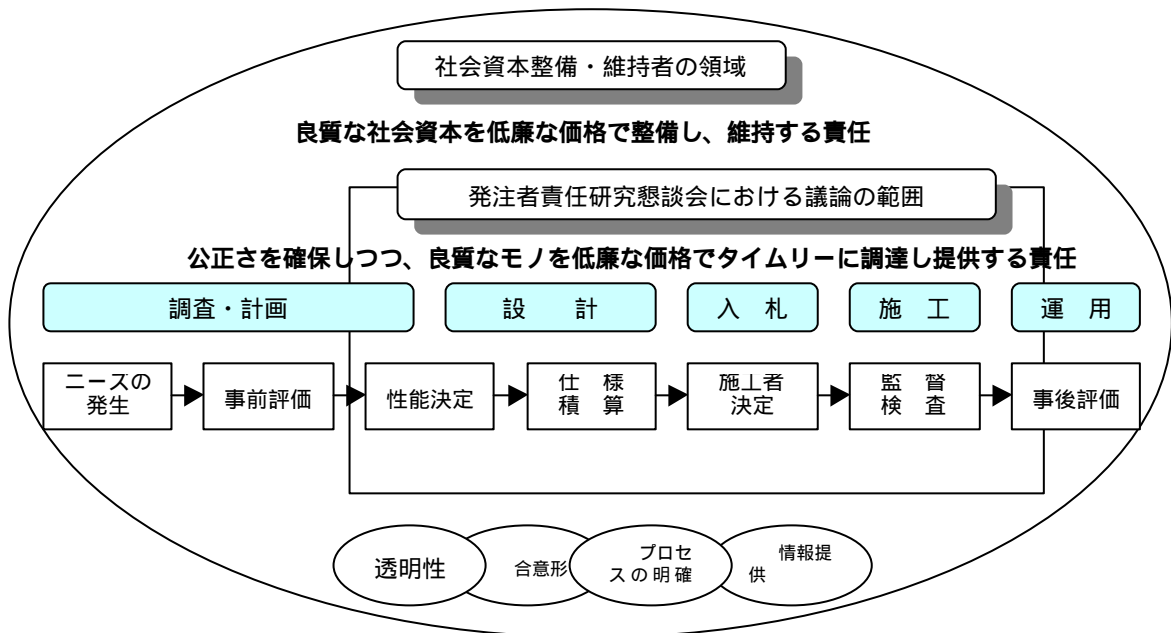 社会資本整備・維持者の領域
良質な社会資本を低廉な価格で整備し、維持する責任
発注者責任研究懇談会における議論の範囲
公正さを確保しつつ、良質なモノを低廉な価格でタイムリーに調達し提供する責任
調査・計画
設　計
入　札
施　工
運　用
ニーズの
発生
事前評価
性能決定
仕　様
積　算
施工者
決定
監　督
検　査
事後評価
透明性
合意形
プロセ
スの明確
情報提
供